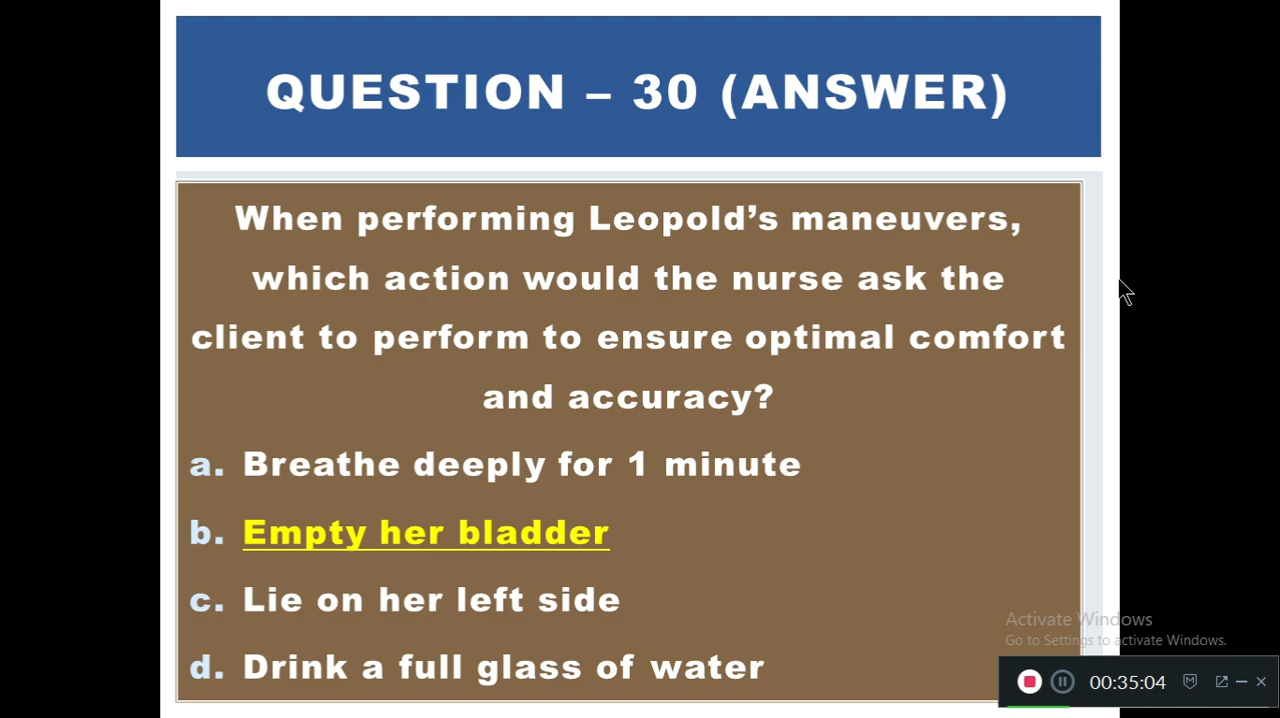 QUESTION – 30 (ANSWER)
When performing Leopold’s maneuvers,
which action would the nurse ask the
client to perform to ensure optimal comfort
and accuracy?
a. Breathe deeply for 1 minute
b. Empty her bladder
c. Lie on her left side
d. Drink a full glass of water
Activate Windows
Go to Settings to activate Windows.
00:35:04